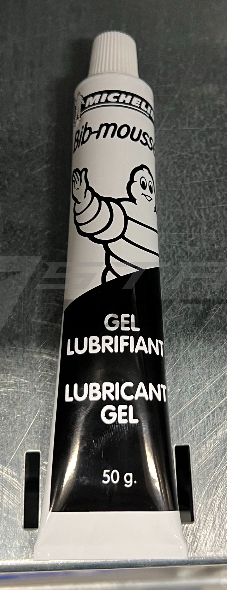 MICHELIN
Bib-mousse
GEL
LUBRIFIANT
LUBRICANT
GEL
50 g.